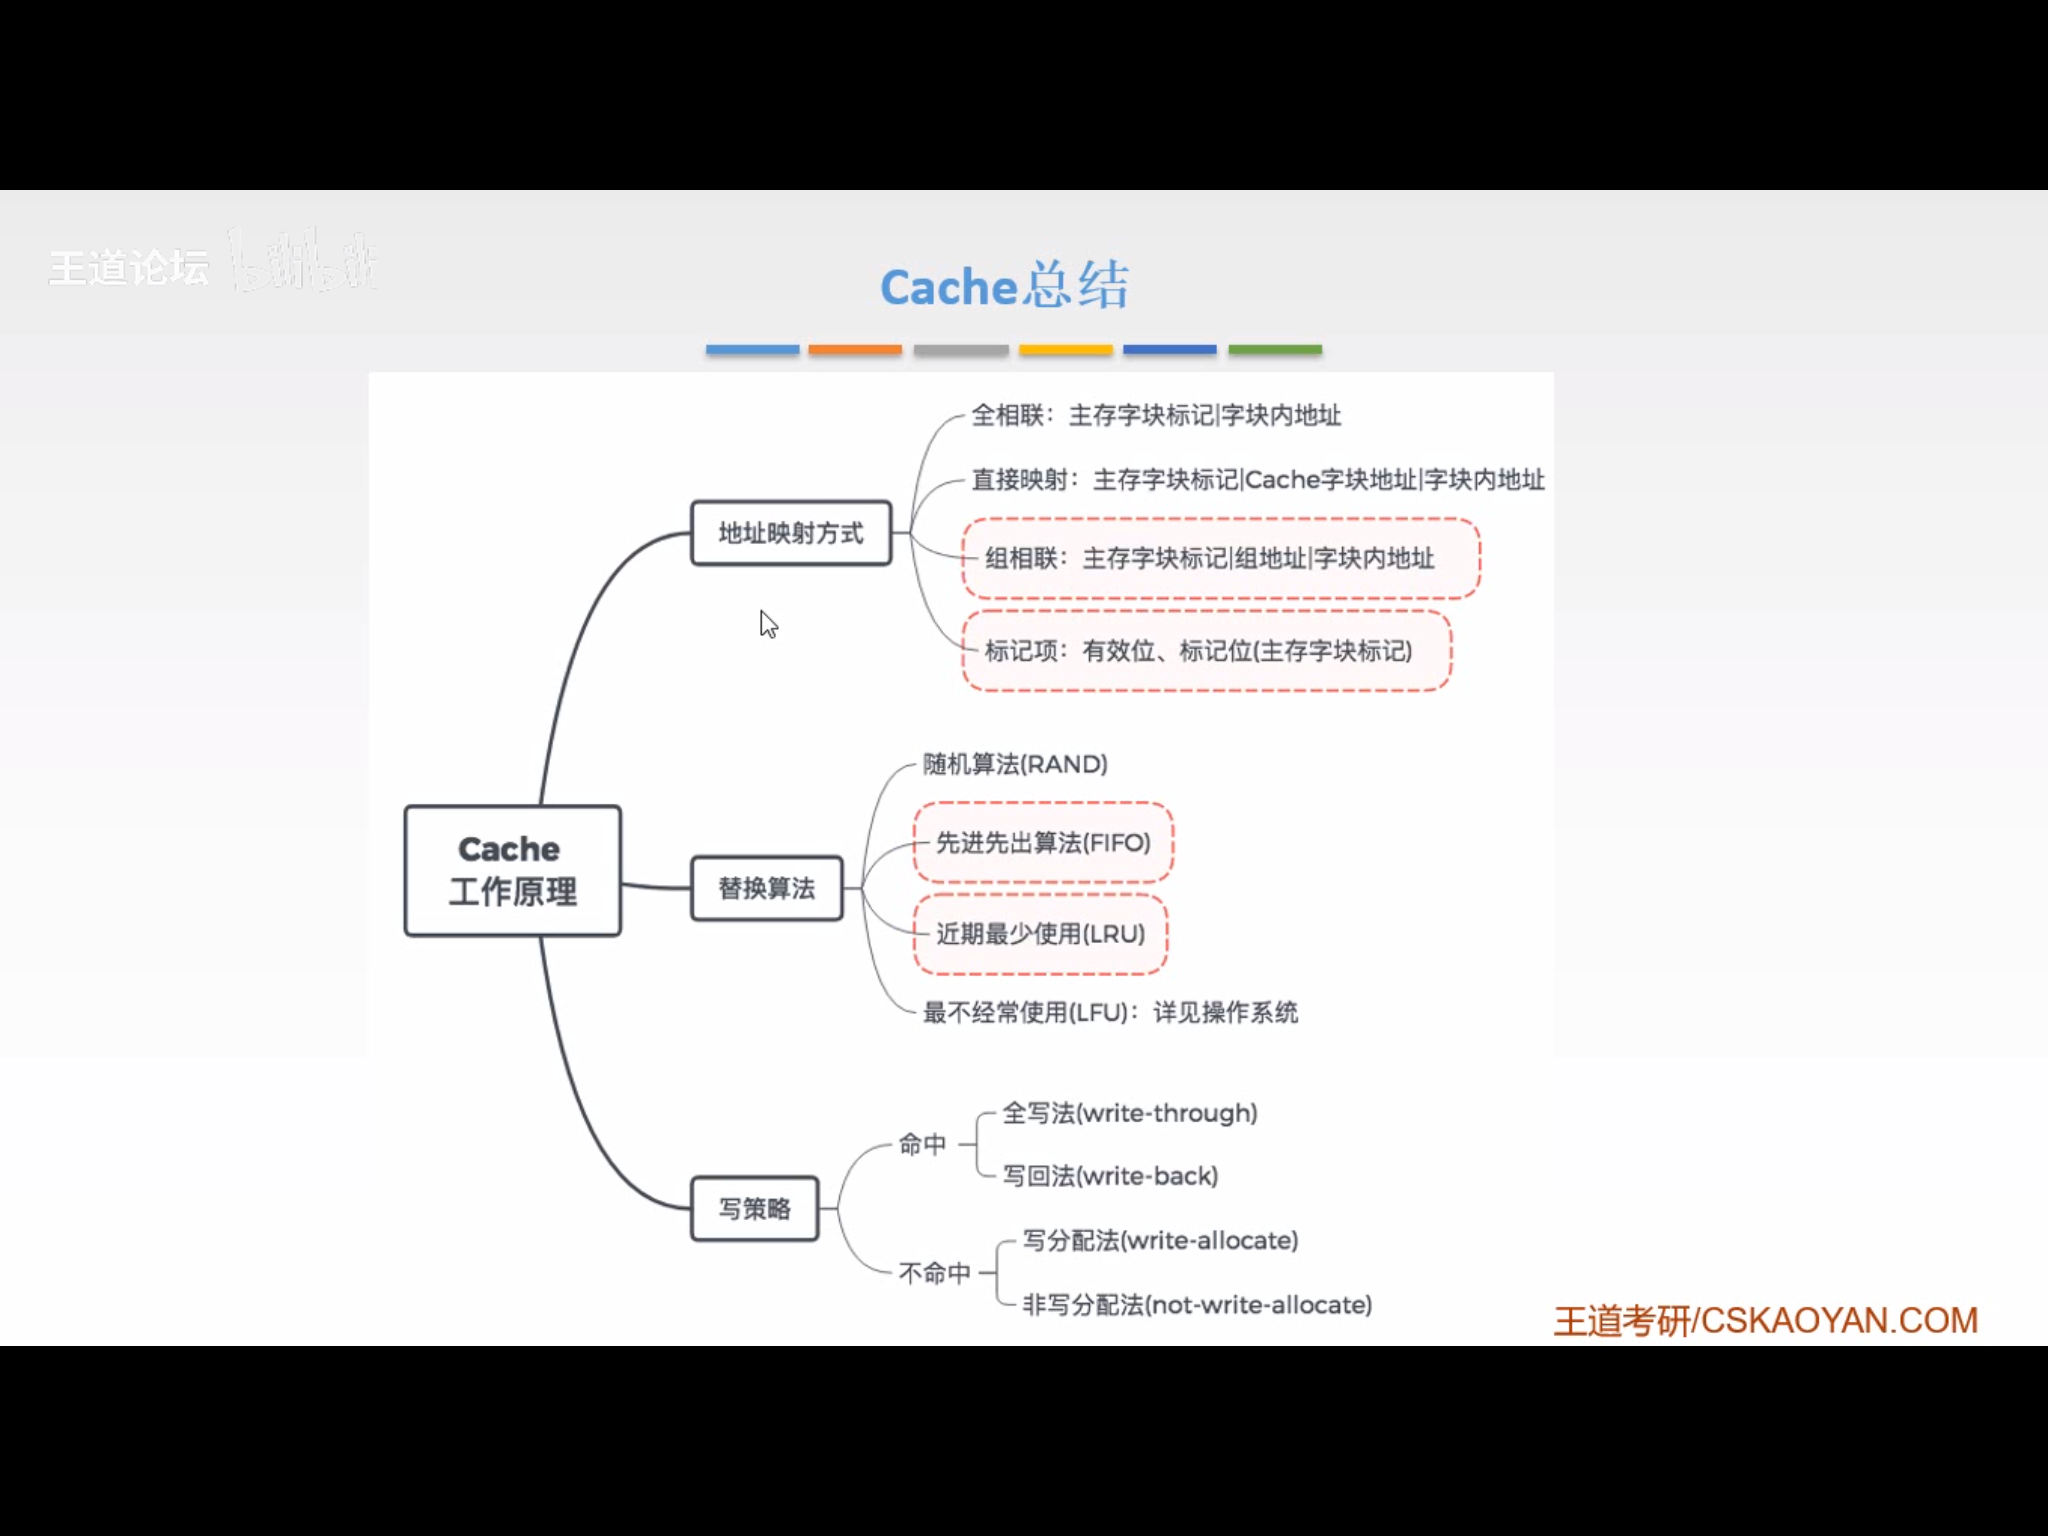 王道论坛 bilibili
Cache总结
全相联：主存字块标记|字块内地址
直接映射：主存字块标记|Cache字块地址|字块内地址
地址映射方式
组相联：主存字块标记|组地址|字块内地址
标记项：有效位、标记位(主存字块标记)
随机算法(RAND)
先进先出算法(FIFO)
Cache
工作原理
替换算法
近期最少使用(LRU)
最不经常使用(LFU)：详见操作系统
全写法(write-through)
命中
写回法(write-back)
写策略
写分配法(write-allocate)
不命中
非写分配法(not-write-allocate)
王道考研/CSKAOYAN.COM